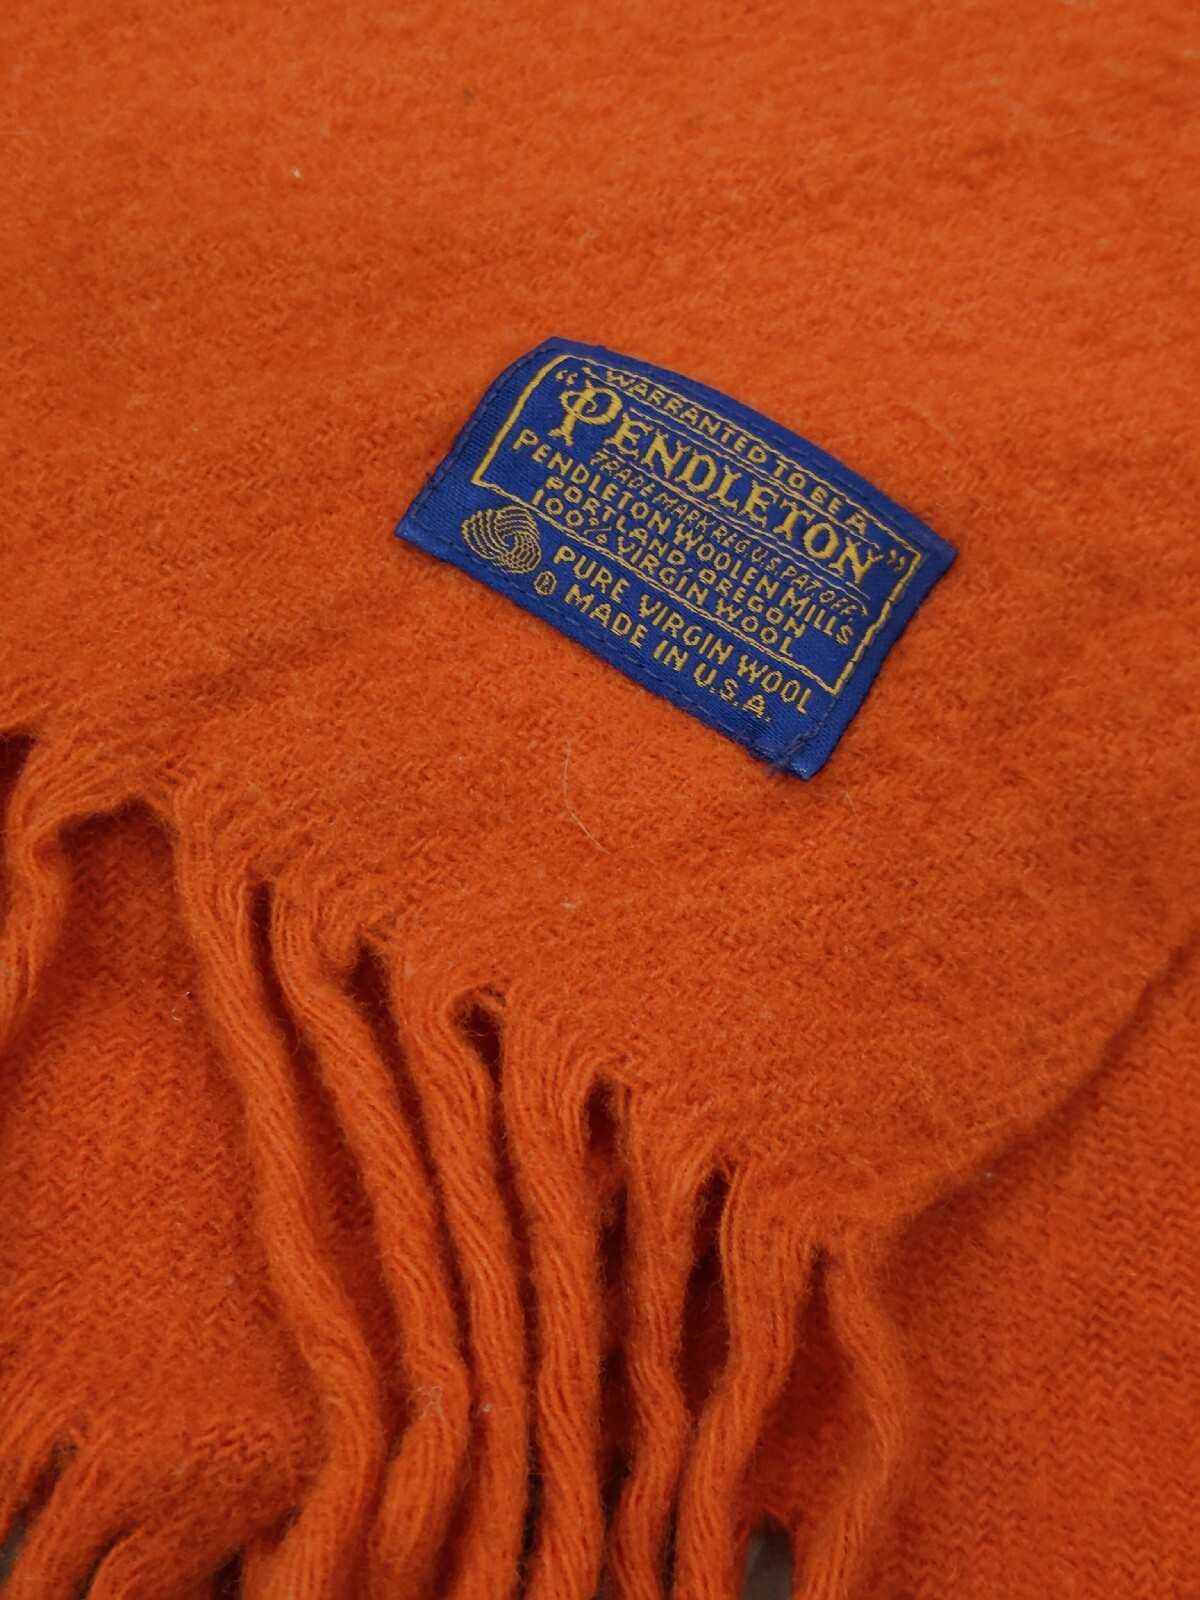 WARRANTED TO BE A
"PENDLETON"
TRADE MARK REG. U.S. PAT. OFF.
PENDLETON WOOLEN MILLS
PORTLAND, OREGON
100% VIRGIN WOOL
PURE VIRGIN WOOL
R MADE IN U.S.A.